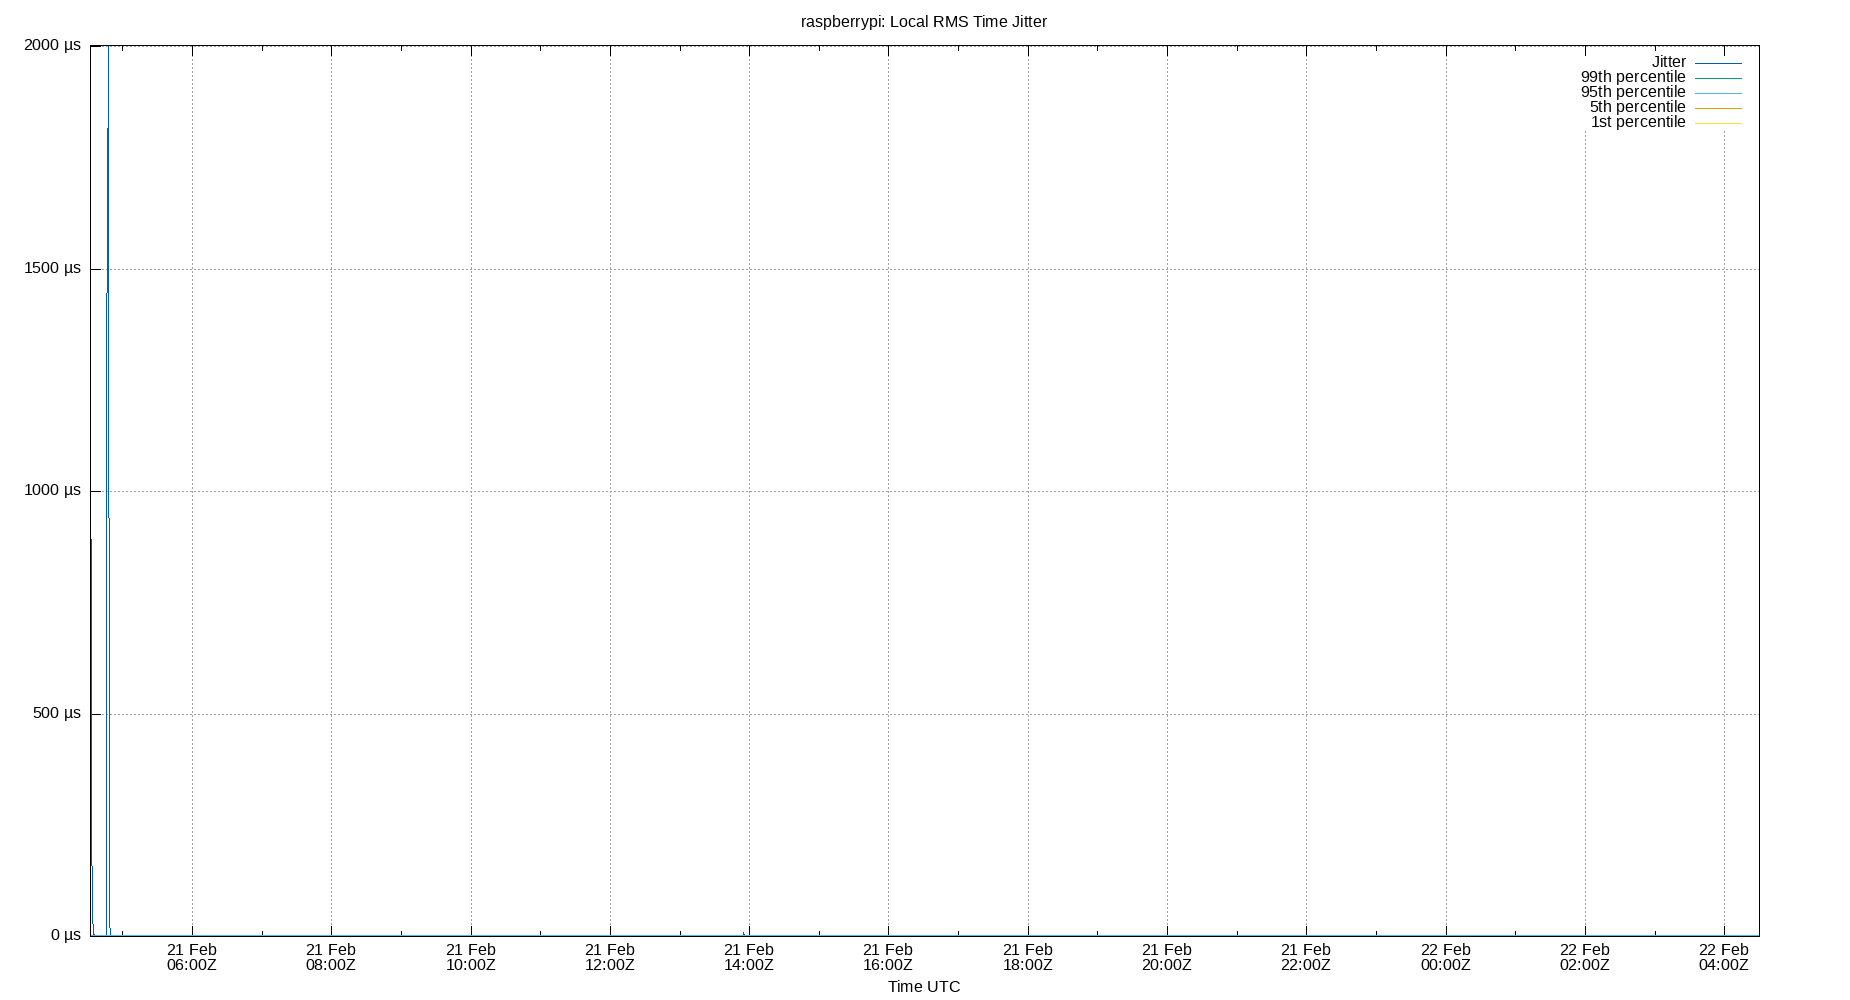 raspberrypi: Local RMS Time Jitter
2000 µs
1500 µs
1000 µs
500 µs
0 µs
Jitter
99th percentile
95th percentile
5th percentile
1st percentile
21 Feb 21 Feb 21 Feb 21 Feb 21 Feb 21 Feb 21 Feb 21 Feb 21 Feb 22 Feb 22 Feb 22 Feb
06:00Z 08:00Z 10:00Z 12:00Z 14:00Z 16:00Z 18:00Z 20:00Z 22:00Z 00:00Z 02:00Z 04:00Z
Time UTC